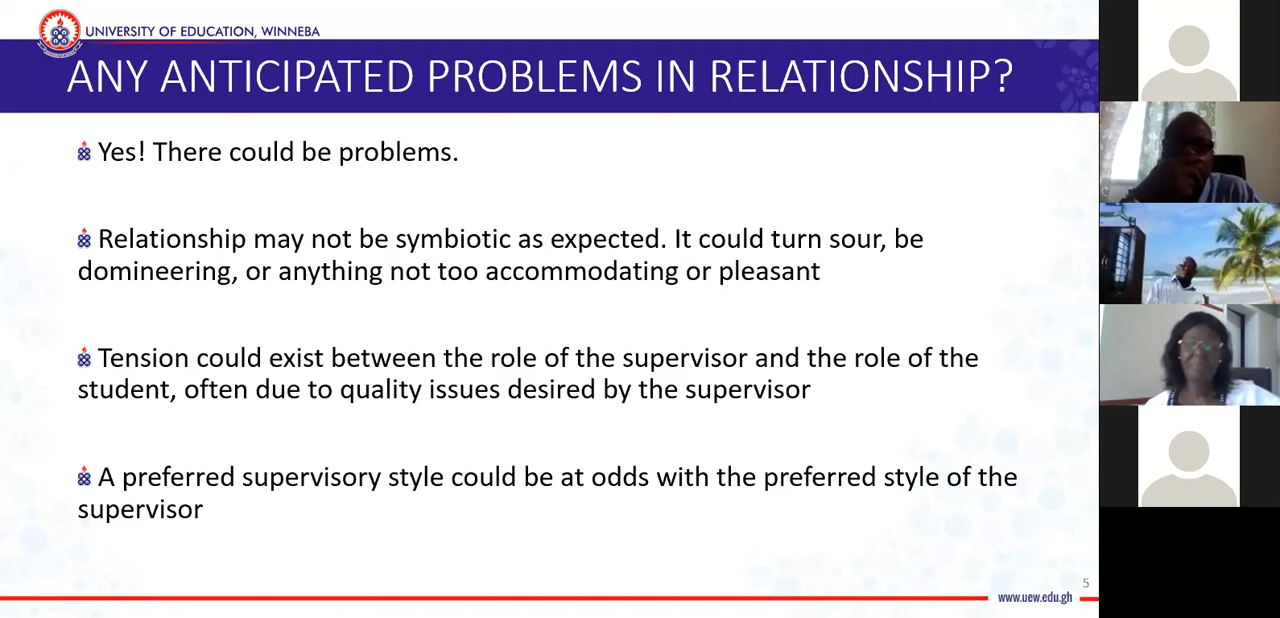 UNIVERSITY OF EDUCATION, WINNEBA
ANY ANTICIPATED PROBLEMS IN RELATIONSHIP?
Yes! There could be problems.
Relationship may not be symbiotic as expected. It could turn sour, be
domineering, or anything not too accommodating or pleasant
Tension could exist between the role of the supervisor and the role of the
student, often due to quality issues desired by the supervisor
A preferred supervisory style could be at odds with the preferred style of the
supervisor
5
www.uew.edu.gh